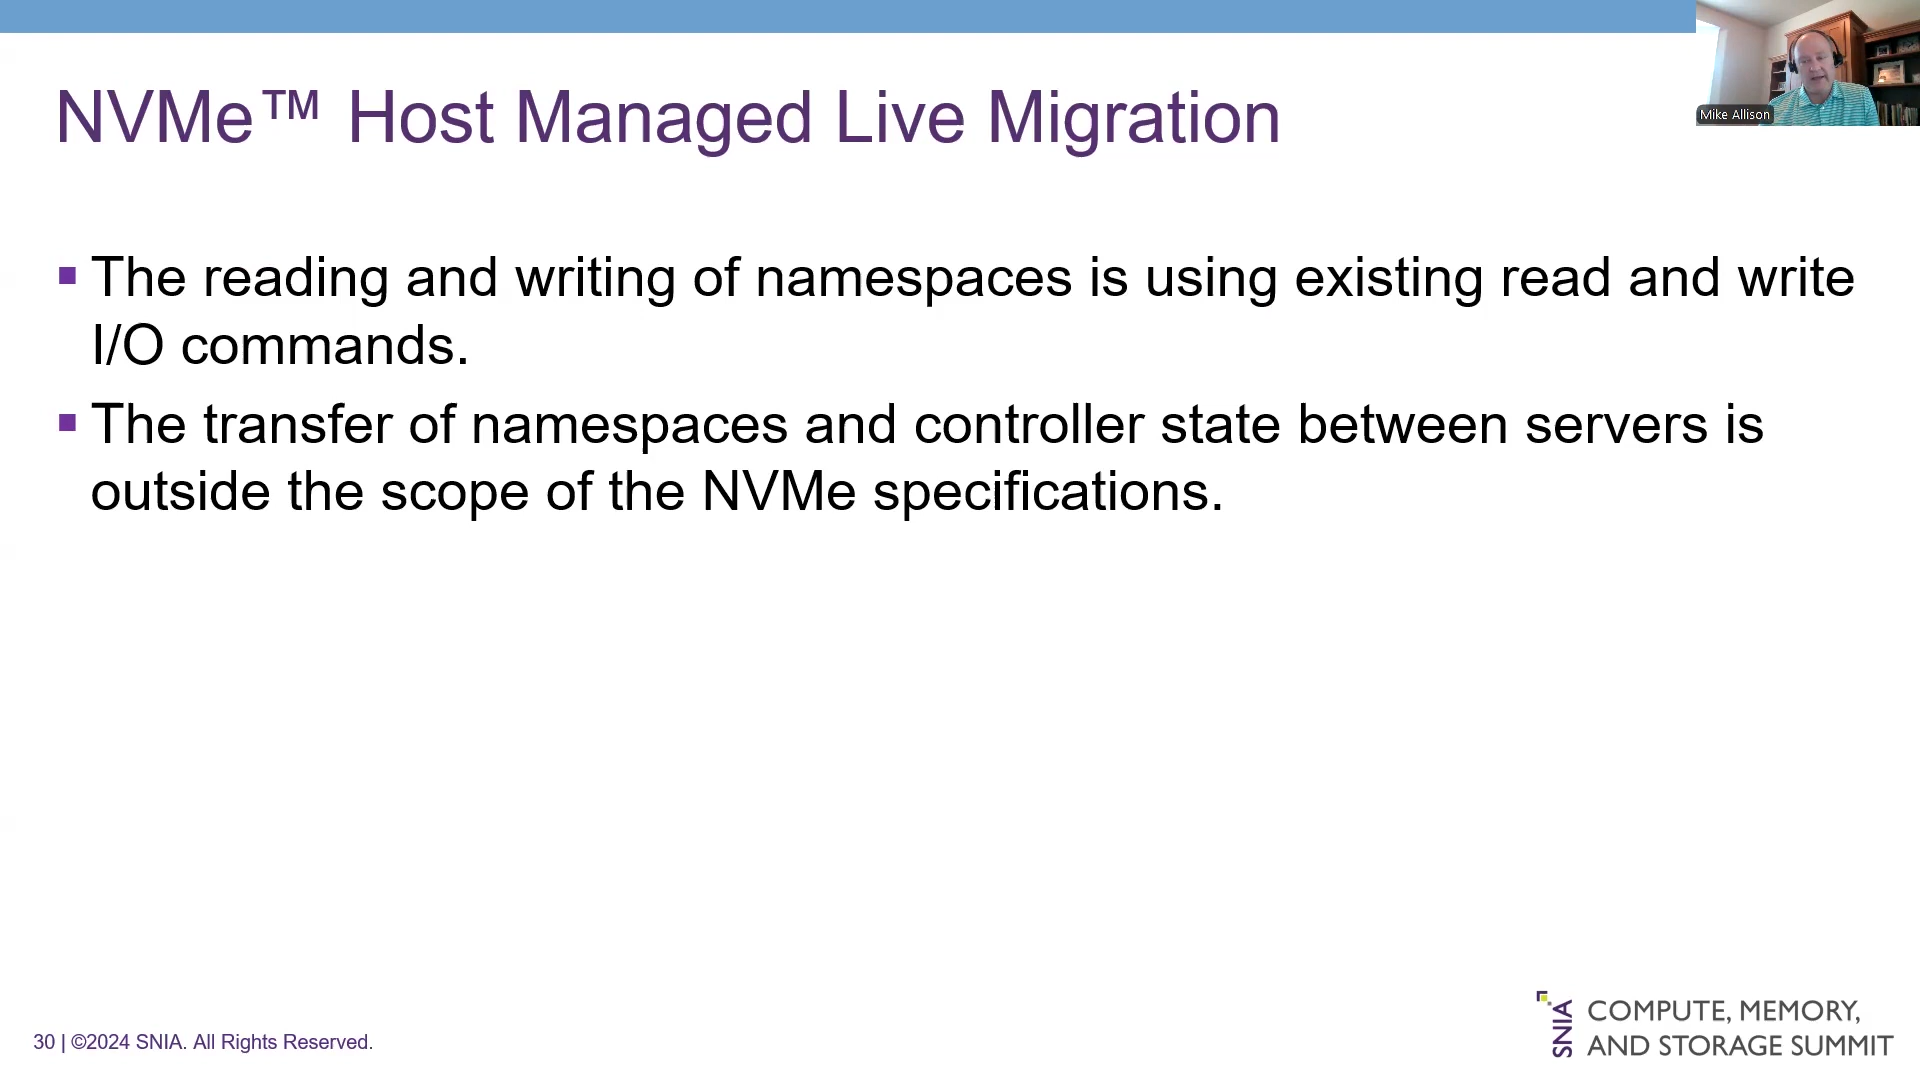 NVMe™ Host Managed Live Migration
Mike Allison
▪ The reading and writing of namespaces is using existing read and write
I/O commands.
▪ The transfer of namespaces and controller state between servers is
outside the scope of the NVMe specifications.
30 | ©2024 SNIA. All Rights Reserved.
SNIA
COMPUTE, MEMORY,
AND STORAGE SUMMIT